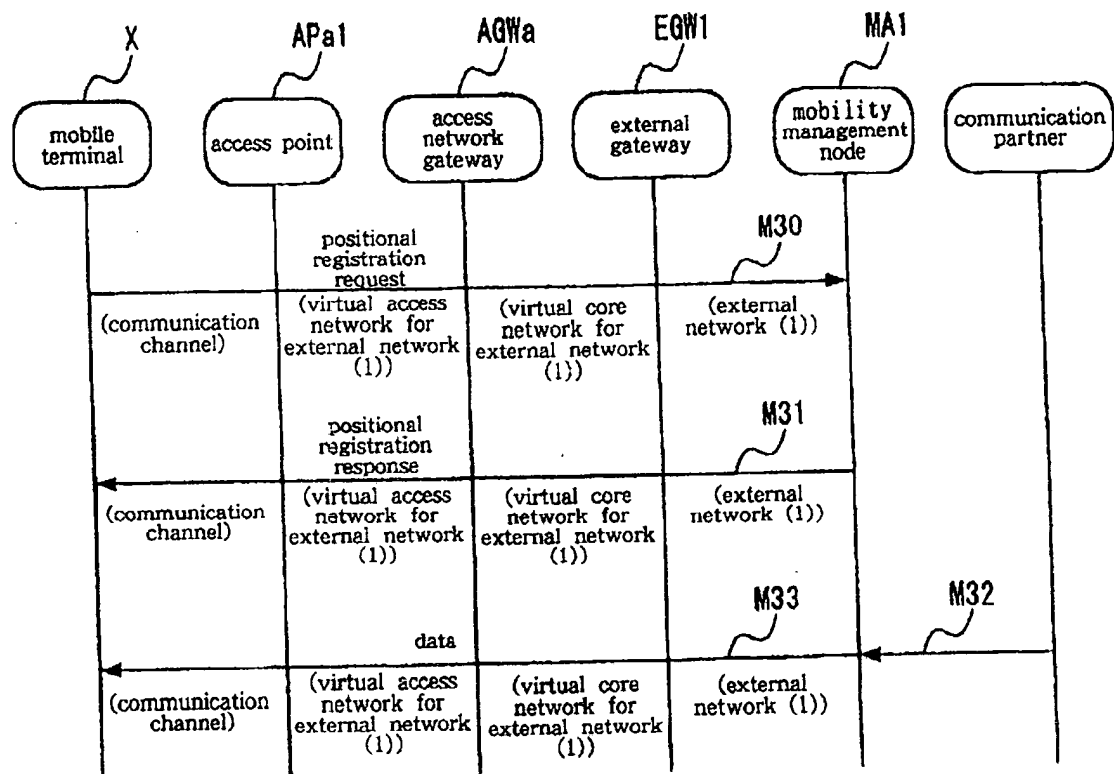 X
APa1
AGWa
EGW1
MA1
mobile
terminal
access point
access
network
gateway
external
gateway
mobility
management
node
communication
partner
positional
registration
request
M30
(communication
channel)
(virtual access
network for
external network
(1))
(virtual core
network for
external network
(1))
(external
network (1))
positional
registration
response
M31
(communication
channel)
(virtual access
network for
external network
(1))
(virtual core
network for
external network
(1))
(external
network (1))
data
M33
M32
(communication
channel)
(virtual access
network for
external network
(1))
(virtual core
network for
external network
(1))
(external
network (1))